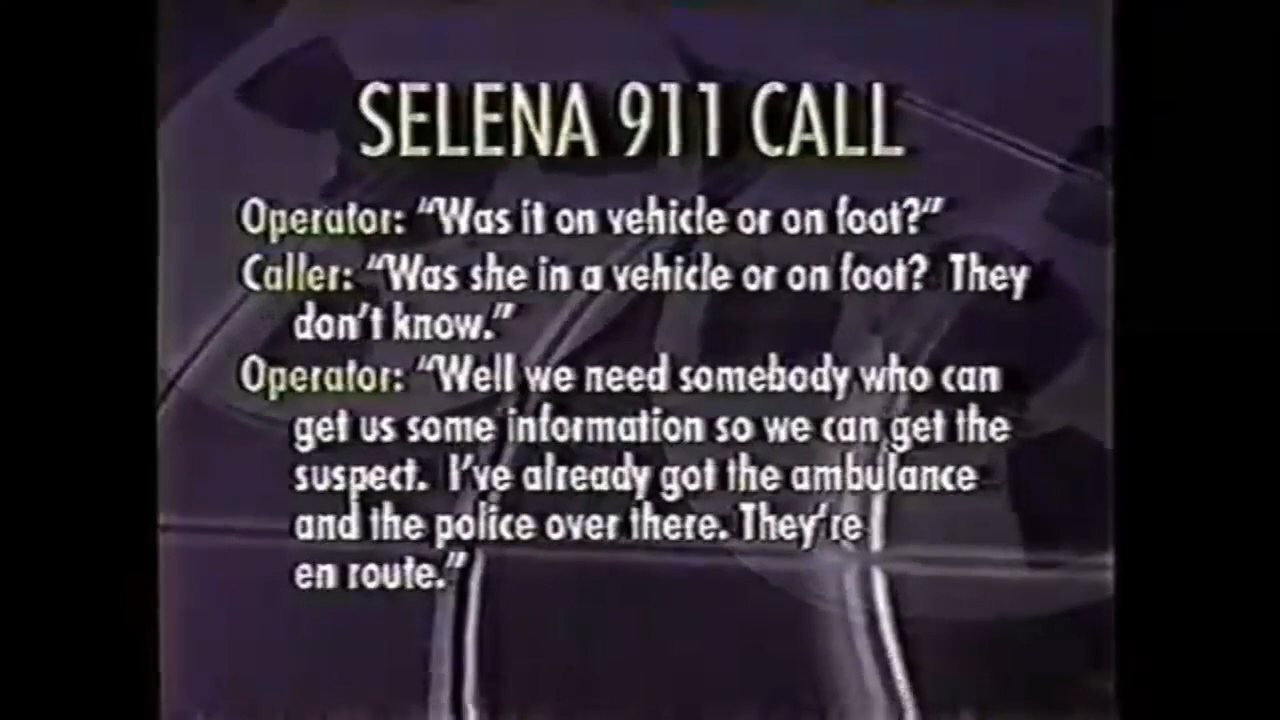 SELENA 911 CALL
Operator: “Was it on vehicle or on foot?”
Caller: “Was she in a vehicle or on foot? They
don’t know.”
Operator: “Well we need somebody who can
get us some information so we can get the
suspect. I’ve already got the ambulance
and the police over there. They’re
en route.”